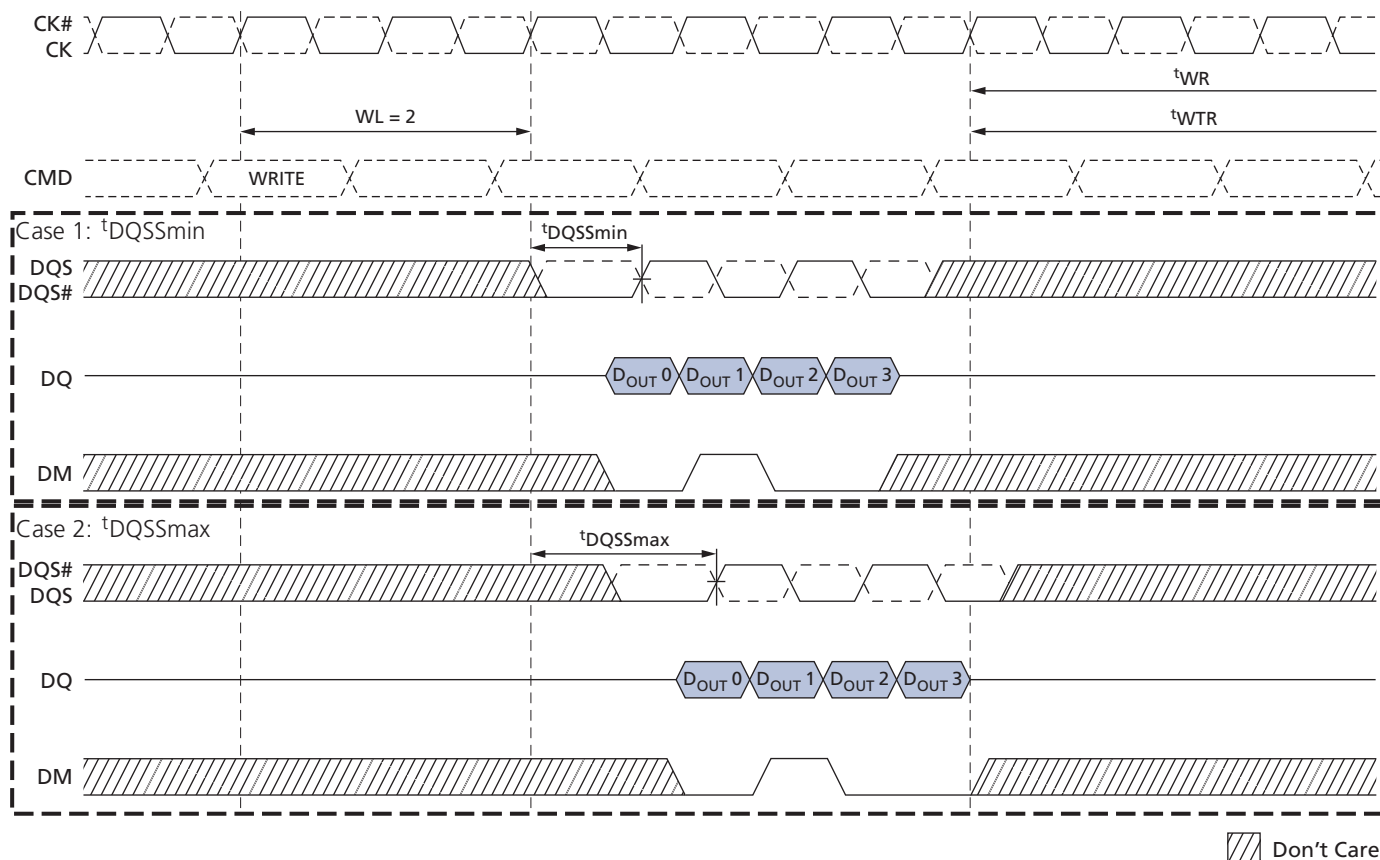 CK#
CK
tWR
WL = 2
tWTR
CMD
WRITE
Case 1: tDQSSmin
tDQSSmin
DQS
DQS#
DQ
DOUT 0 DOUT 1 DOUT 2 DOUT 3
DM
Case 2: tDQSSmax
tDQSSmax
DQS#
DQS
DQ
DOUT 0 DOUT 1 DOUT 2 DOUT 3
DM
Don't Care